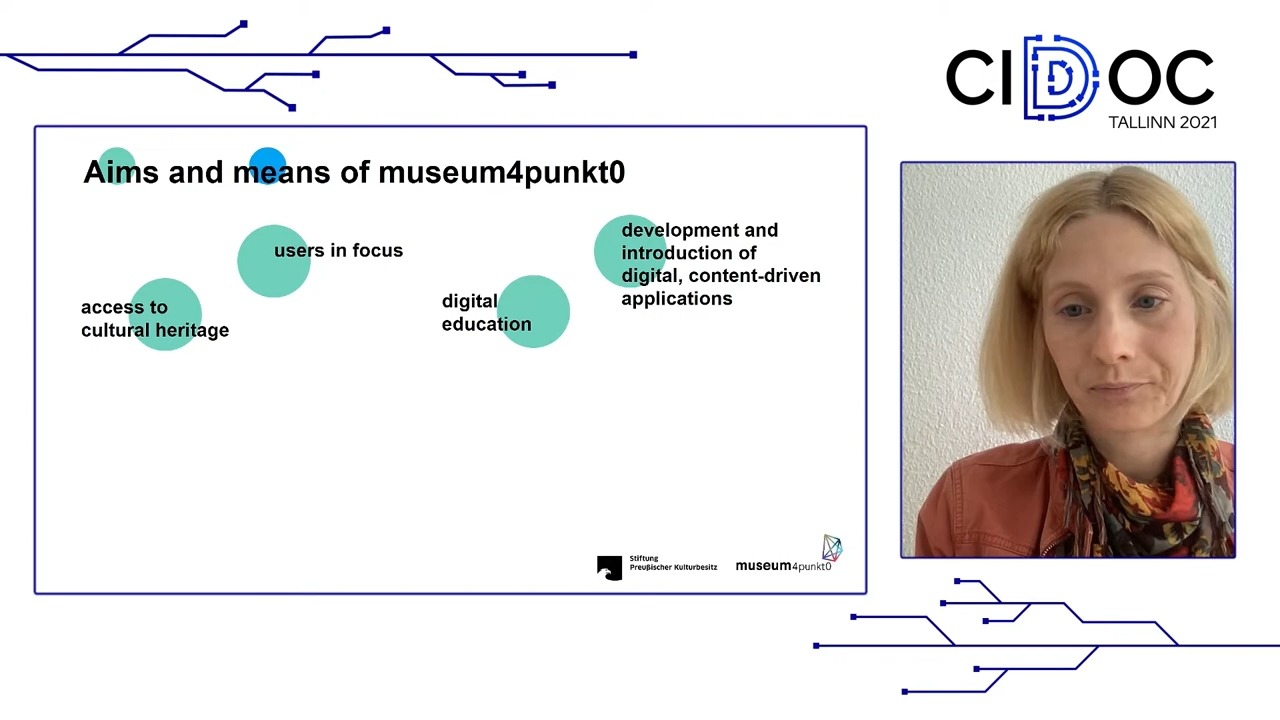 CIDOC
TALLINN 2021
Aims and means of museum4punkt0
users in focus
access to
cultural heritage
digital
education
development and
introduction of
digital, content-driven
applications
Stiftung
Preußischer Kulturbesitz
museum4punkt0